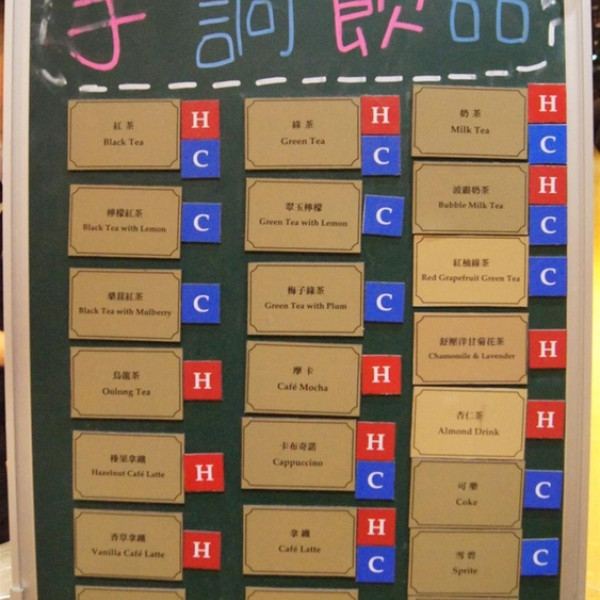 手調飲品
紅茶
Black Tea
H
C
檸檬紅茶
Black Tea with Lemon
C
桑葚紅茶
Black Tea with Mulberry
C
烏龍茶
Oolong Tea
H
榛果拿鐵
Hazelnut Café Latte
H
香草拿鐵
Vanilla Café Latte
H
綠茶
Green Tea
H
C
翠玉檸檬
Green Tea with Lemon
C
梅子綠茶
Green Tea with Plum
C
摩卡
Café Mocha
H
卡布奇諾
Cappuccino
H
C
拿鐵
Café Latte
H
C
奶茶
Milk Tea
H
C
波霸奶茶
Bubble Milk Tea
H
C
紅柚綠茶
Red Grapefruit Green Tea
C
舒壓洋甘菊花茶
Chamomile & Lavender
H
杏仁茶
Almond Drink
H
可樂
Coke
C
雪碧
Sprite
C